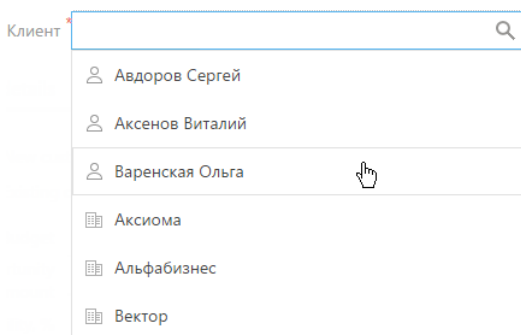 Клиент *
Авдоров Сергей
Аксенов Виталий
Варенская Ольга
Аксиома
Альфабизнес
Вектор